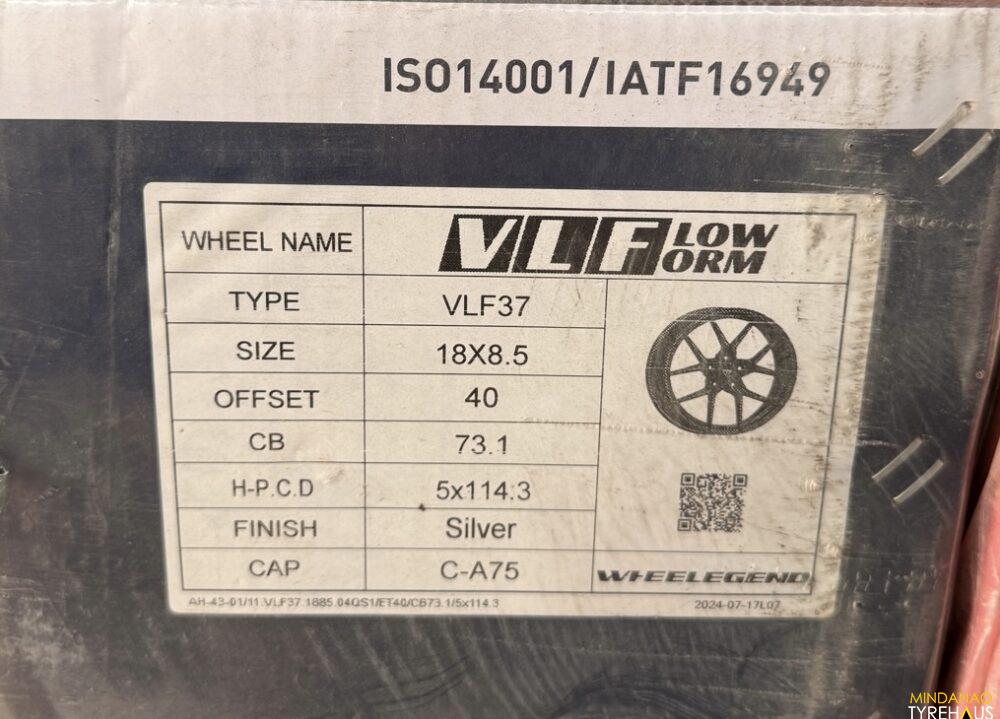 ISO14001/IATF16949
WHEEL NAME VLF LOW FORM
TYPE VLF37
SIZE 18X8.5
OFFSET 40
CB 73.1
H-P.C.D 5x114.3
FINISH Silver
CAP C-A75
WHEELEGEND
AH-43-01/11.VLF37.1885.04QS1/ET40/CB73.1/5x114.3 2024-07-17L07
MINDANAO
TYREHAUS